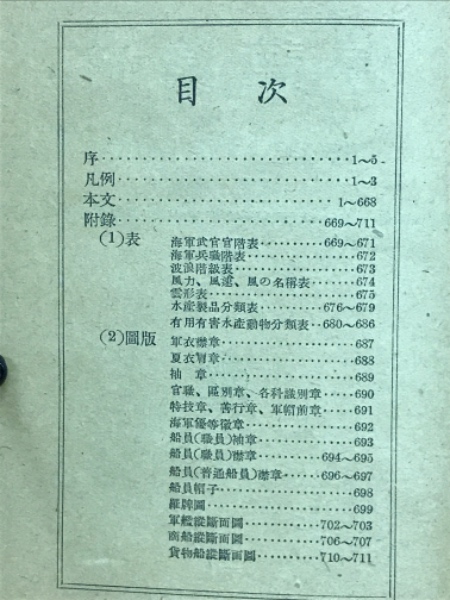 目次
序 1~5
凡例 1~3
本文 1~668
附錄 669~711
(1)表 海軍武官官階表 669~671
海軍兵職階表 672
波浪階級表 673
風力、風速、風の名稱表 674
雲形表 675
水産製品分類表 676~679
有用有害水産動物分類表 680~686
(2)圖版 軍衣襟章 687
夏衣肩章 688
袖章 689
官職、區別章、各科識別章 690
特技章、善行章、軍帽前章 691
海軍優等徽章 692
船員(職員)袖章 693
船員(職員)襟章 694~695
船員(普通船員)襟章 696~697
船員帽子 698
羅牌圖 699
軍艦縱斷面圖 702~703
商船縱斷面圖 706~707
貨物船縱斷面圖 710~711